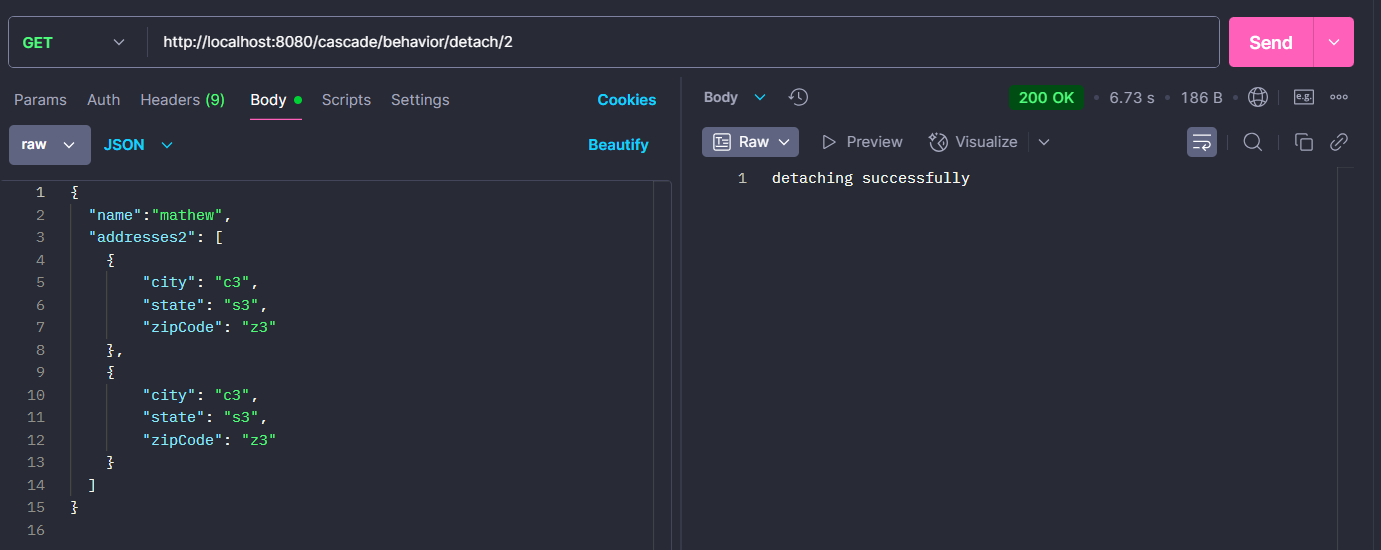 GET http://localhost:8080/cascade/behavior/detach/2 Send
Params Auth Headers (9) Body Scripts Settings Cookies
raw JSON Beautify
1 {
2 "name":"mathew",
3 "addresses2": [
4 {
5 "city": "c3",
6 "state": "s3",
7 "zipCode": "z3"
8 },
9 {
10 "city": "c3",
11 "state": "s3",
12 "zipCode": "z3"
13 }
14 ]
15 }
16
Body 200 OK • 6.73 s • 186 B • e.g.
Raw Preview Visualize
1 detaching successfully